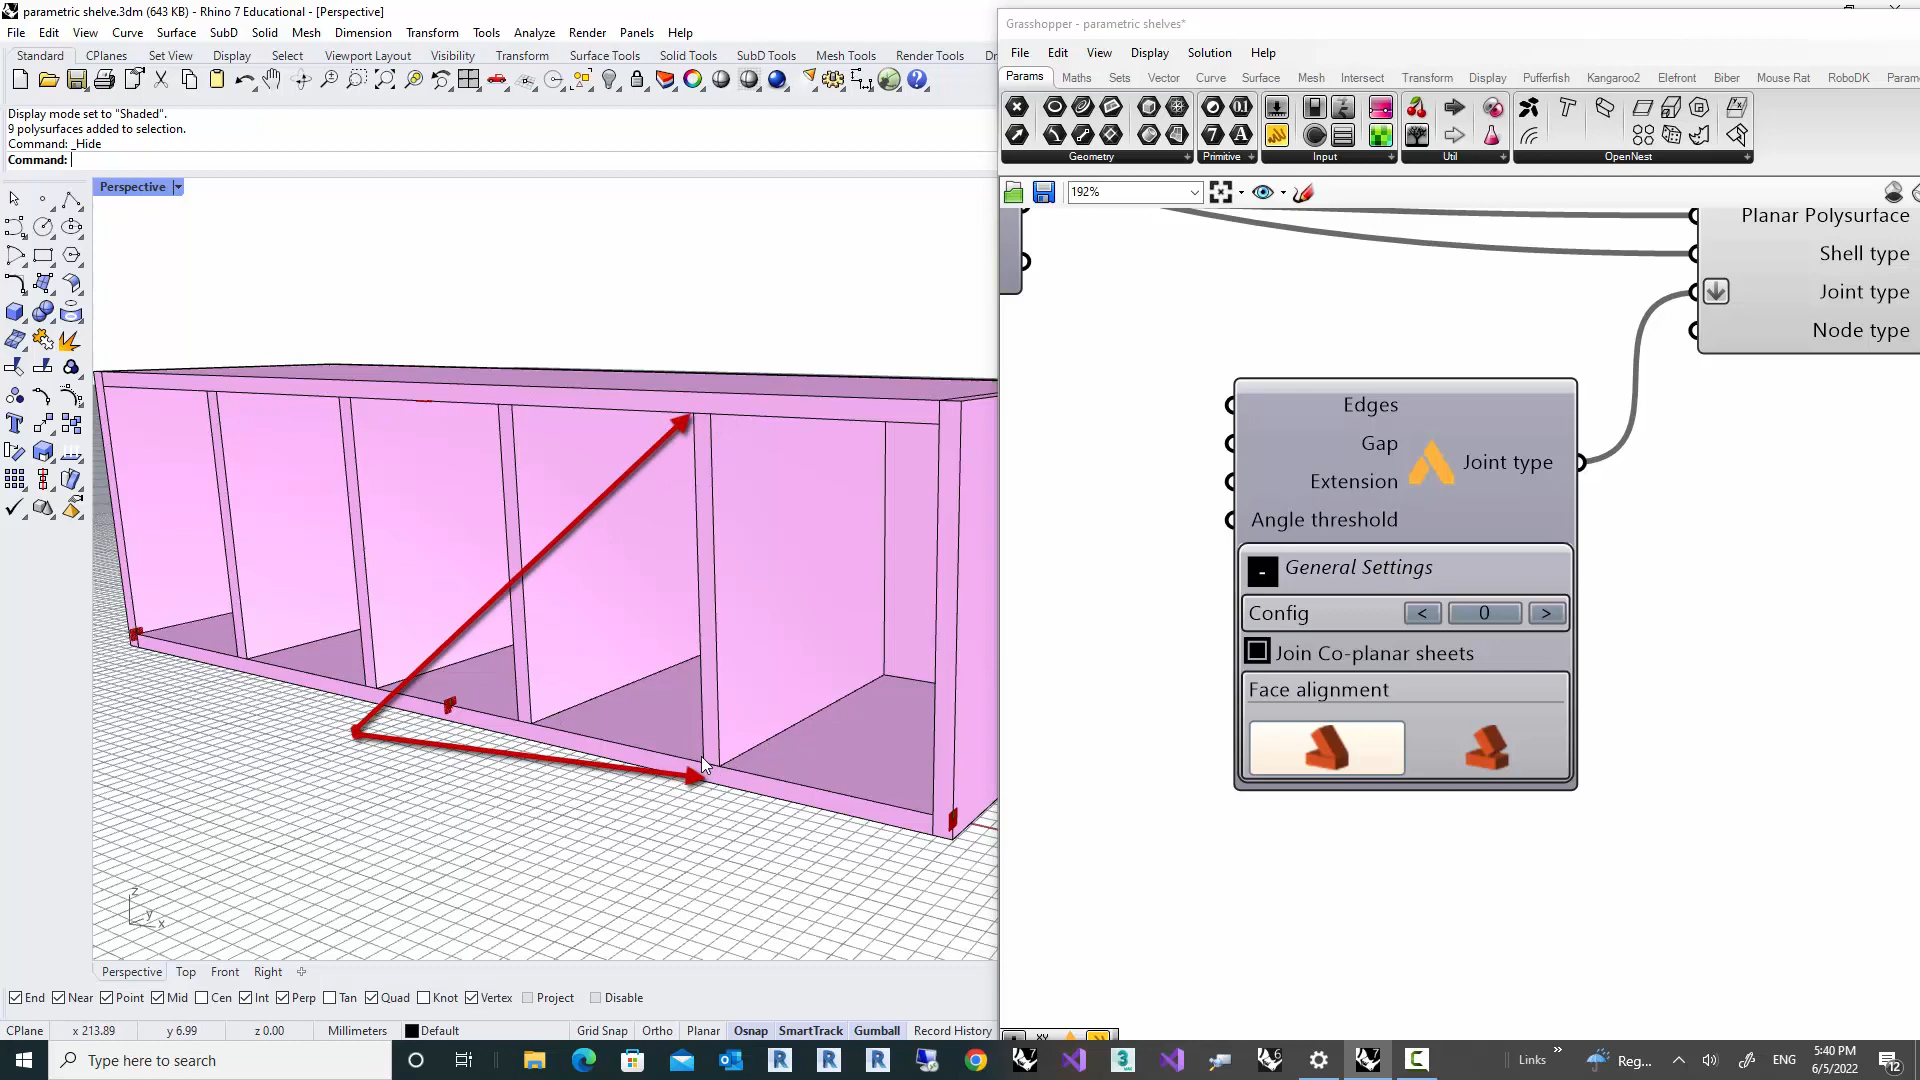 parametric shelve.3dm (643 KB) - Rhino 7 Educational - [Perspective]
File Edit View Curve Surface SubD Solid Mesh Dimension Transform Tools Analyze Render Panels Help
Standard CPlanes Set View Display Select Viewport Layout Visibility Transform Surface Tools Solid Tools SubD Tools Mesh Tools Render Tools
Display mode set to "Shaded".
9 polysurfaces added to selection.
Command: _Hide
Command:
Perspective
Perspective Top Front Right
End Near Point Mid Cen Int Perp Tan Quad Knot Vertex Project Disable
CPlane x 213.89 y 6.99 z 0.00 Millimeters Default Grid Snap Ortho Planar Osnap SmartTrack Gumball Record History
z
y
x
Grasshopper - parametric shelves*
File Edit View Display Solution Help
Params Maths Sets Vector Curve Surface Mesh Intersect Transform Display Pufferfish Kangaroo2 Elefront Biber Mouse Rat RoboDK Param
Geometry Primitive Input Util OpenNest
192%
Planar Polysurface
Shell type
Joint type
Node type
Edges
Gap
Extension
Angle threshold
Joint type
- General Settings
Config < 0 >
Join Co-planar sheets
Face alignment
Type here to search
Links » Reg... ENG
5:40 PM
6/5/2022
12